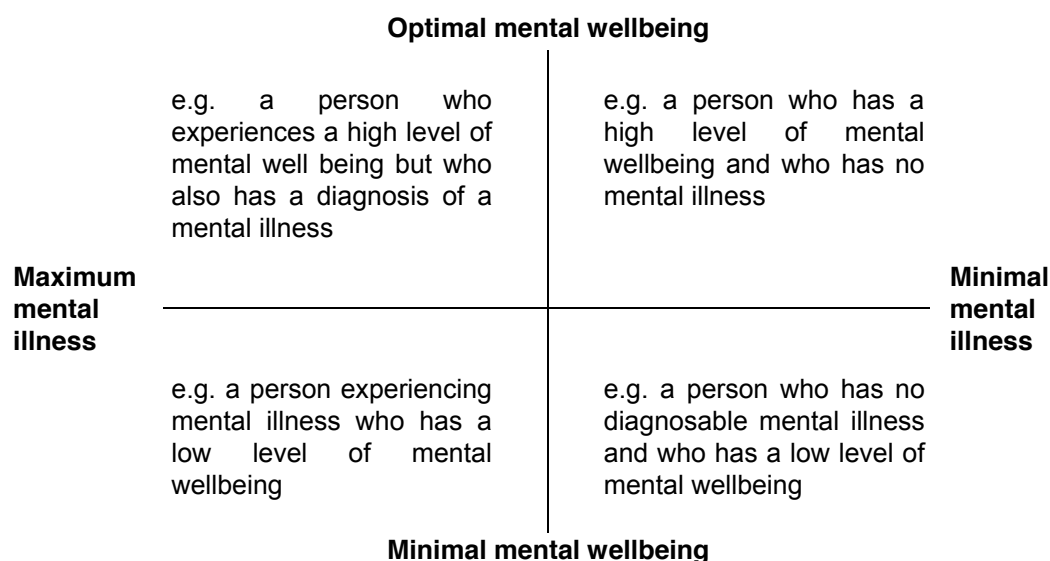 Optimal mental wellbeing
e.g. a person who
experiences a high level of
mental well being but who
also has a diagnosis of a
mental illness
e.g. a person who has a
high level of mental
wellbeing and who has no
mental illness
Maximum
mental
illness
Minimal
mental
illness
e.g. a person experiencing
mental illness who has a
low level of mental
wellbeing
e.g. a person who has no
diagnosable mental illness
and who has a low level of
mental wellbeing
Minimal mental wellbeing